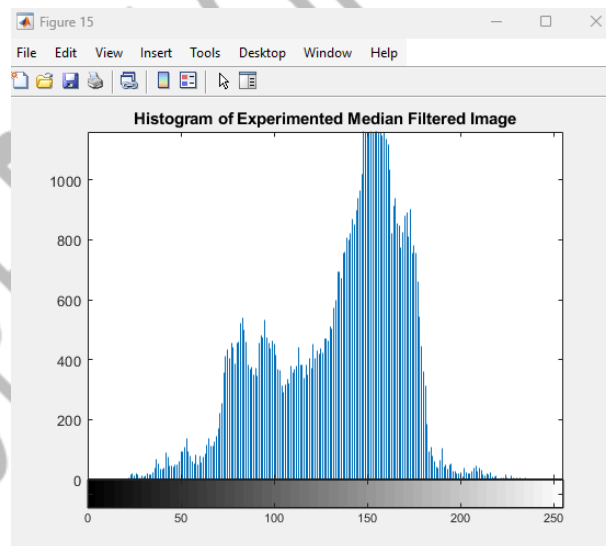 Figure 15
File Edit View Insert Tools Desktop Window Help
Histogram of Experimented Median Filtered Image
1000
800
600
400
200
0
0 50 100 150 200 250